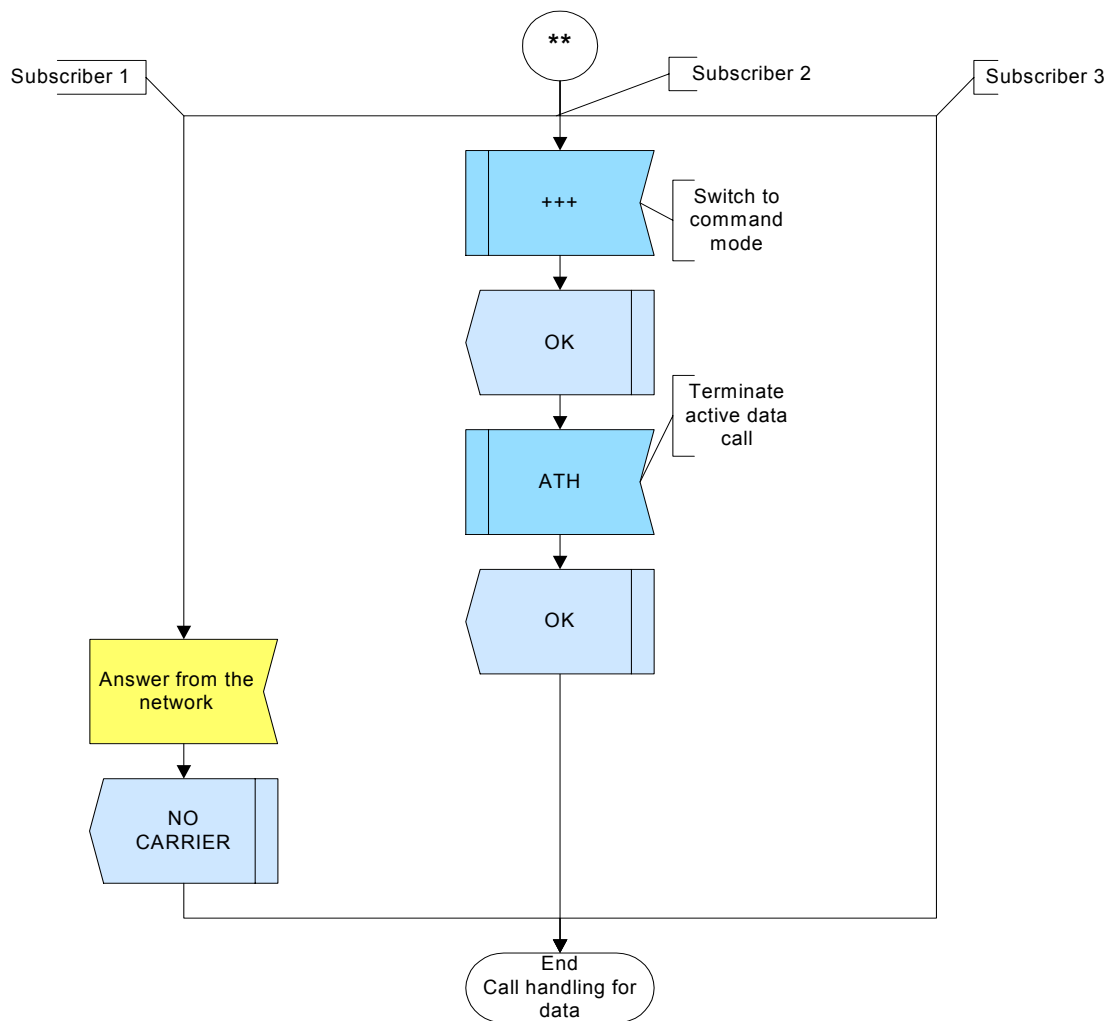 **
Subscriber 1
Subscriber 2
Subscriber 3
+++
Switch to
command
mode
OK
Terminate
active data
call
ATH
OK
Answer from the
network
NO
CARRIER
End
Call handling for
data